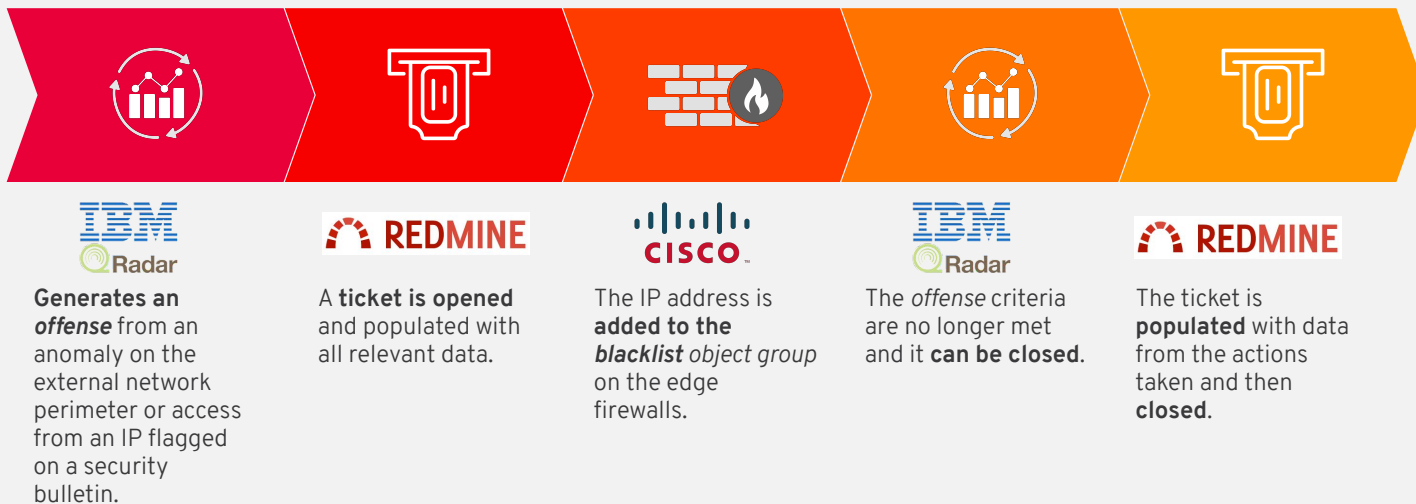 IBM
QRadar
Generates an
offense from an
anomaly on the
external network
perimeter or access
from an IP flagged
on a security
bulletin.
REDMINE
A ticket is opened
and populated with
all relevant data.
CISCO™
The IP address is
added to the
blacklist object group
on the edge
firewalls.
IBM
QRadar
The offense criteria
are no longer met
and it can be closed.
REDMINE
The ticket is
populated with data
from the actions
taken and then
closed.